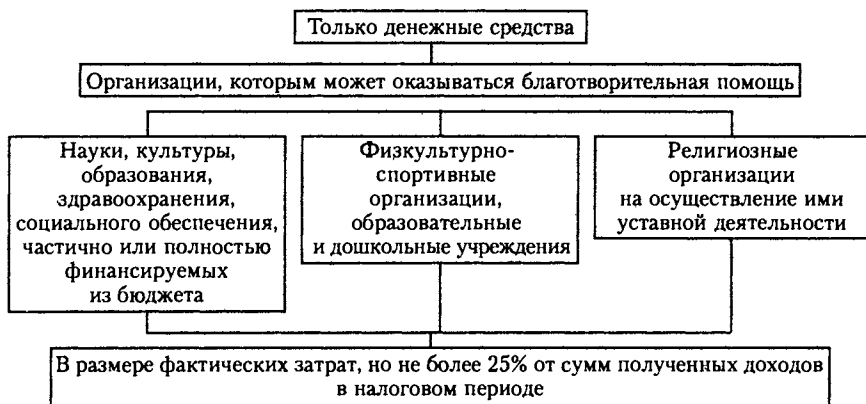 Только денежные средства
Организации, которым может оказываться благотворительная помощь
Науки, культуры,
образования,
здравоохранения,
социального обеспечения,
частично или полностью
финансируемых
из бюджета
Физкультурно-
спортивные
организации,
образовательные
и дошкольные учреждения
Религиозные
организации
на осуществление ими
уставной деятельности
В размере фактических затрат, но не более 25% от сумм полученных доходов
в налоговом периоде